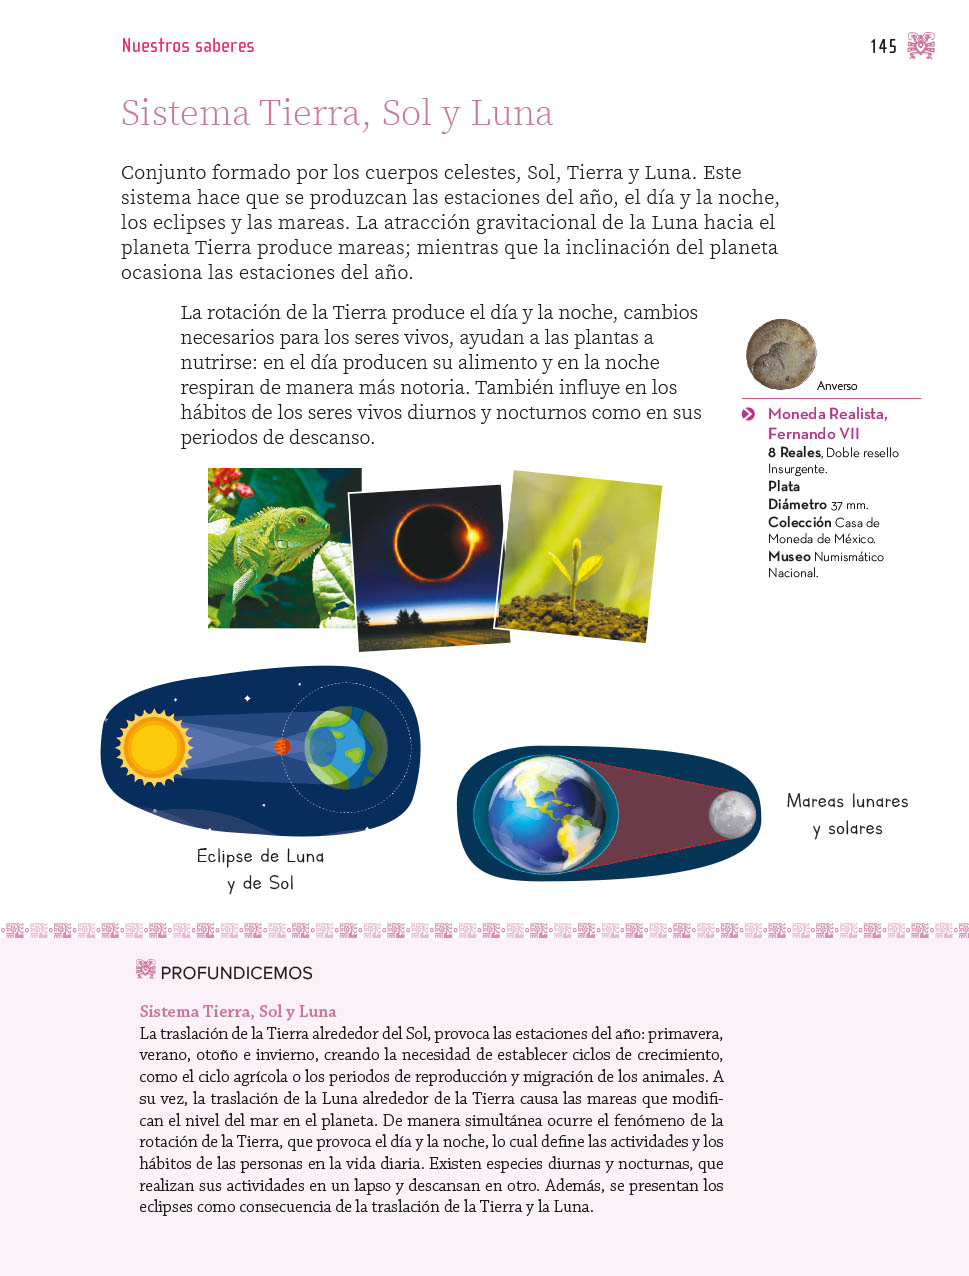 Nuestros saberes
145
Sistema Tierra, Sol y Luna
Conjunto formado por los cuerpos celestes, Sol, Tierra y Luna. Este
sistema hace que se produzcan las estaciones del año, el día y la noche,
los eclipses y las mareas. La atracción gravitacional de la Luna hacia el
planeta Tierra produce mareas; mientras que la inclinación del planeta
ocasiona las estaciones del año.
La rotación de la Tierra produce el día y la noche, cambios
necesarios para los seres vivos, ayudan a las plantas a
nutrirse: en el día producen su alimento y en la noche
respiran de manera más notoria. También influye en los
hábitos de los seres vivos diurnos y nocturnos como en sus
periodos de descanso.
Anverso
Moneda Realista,
Fernando VII
8 Reales, Doble resello
Insurgente.
Plata
Diámetro 37 mm.
Colección Casa de
Moneda de México.
Museo Numismático
Nacional.
Eclipse de Luna
y de Sol
Mareas lunares
y solares
PROFUNDICEMOS
Sistema Tierra, Sol y Luna
La traslación de la Tierra alrededor del Sol, provoca las estaciones del año: primavera,
verano, otoño e invierno, creando la necesidad de establecer ciclos de crecimiento,
como el ciclo agrícola o los periodos de reproducción y migración de los animales. A
su vez, la traslación de la Luna alrededor de la Tierra causa las mareas que modifi-
can el nivel del mar en el planeta. De manera simultánea ocurre el fenómeno de la
rotación de la Tierra, que provoca el día y la noche, lo cual define las actividades y los
hábitos de las personas en la vida diaria. Existen especies diurnas y nocturnas, que
realizan sus actividades en un lapso y descansan en otro. Además, se presentan los
eclipses como consecuencia de la traslación de la Tierra y la Luna.